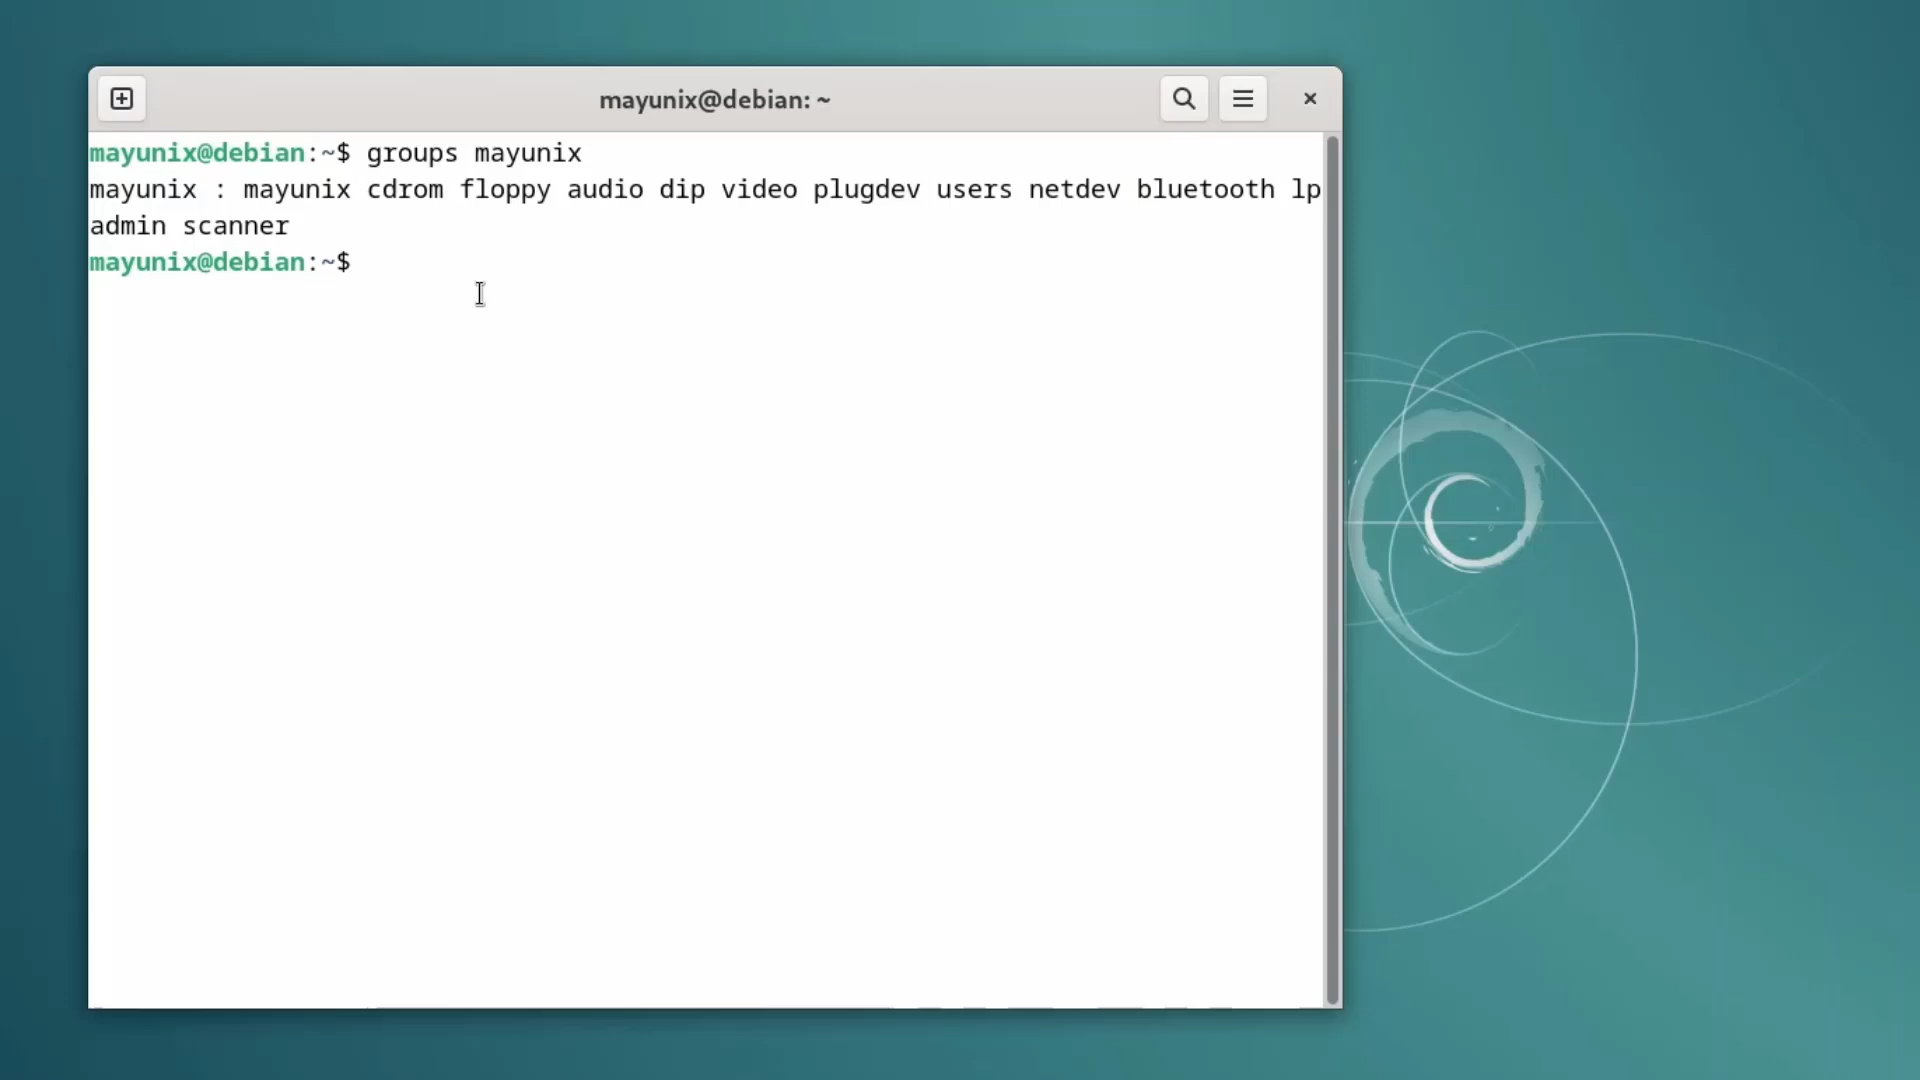 mayunix@debian: ~
mayunix@debian:~$ groups mayunix
mayunix : mayunix cdrom floppy audio dip video plugdev users netdev bluetooth lp
admin scanner
mayunix@debian:~$